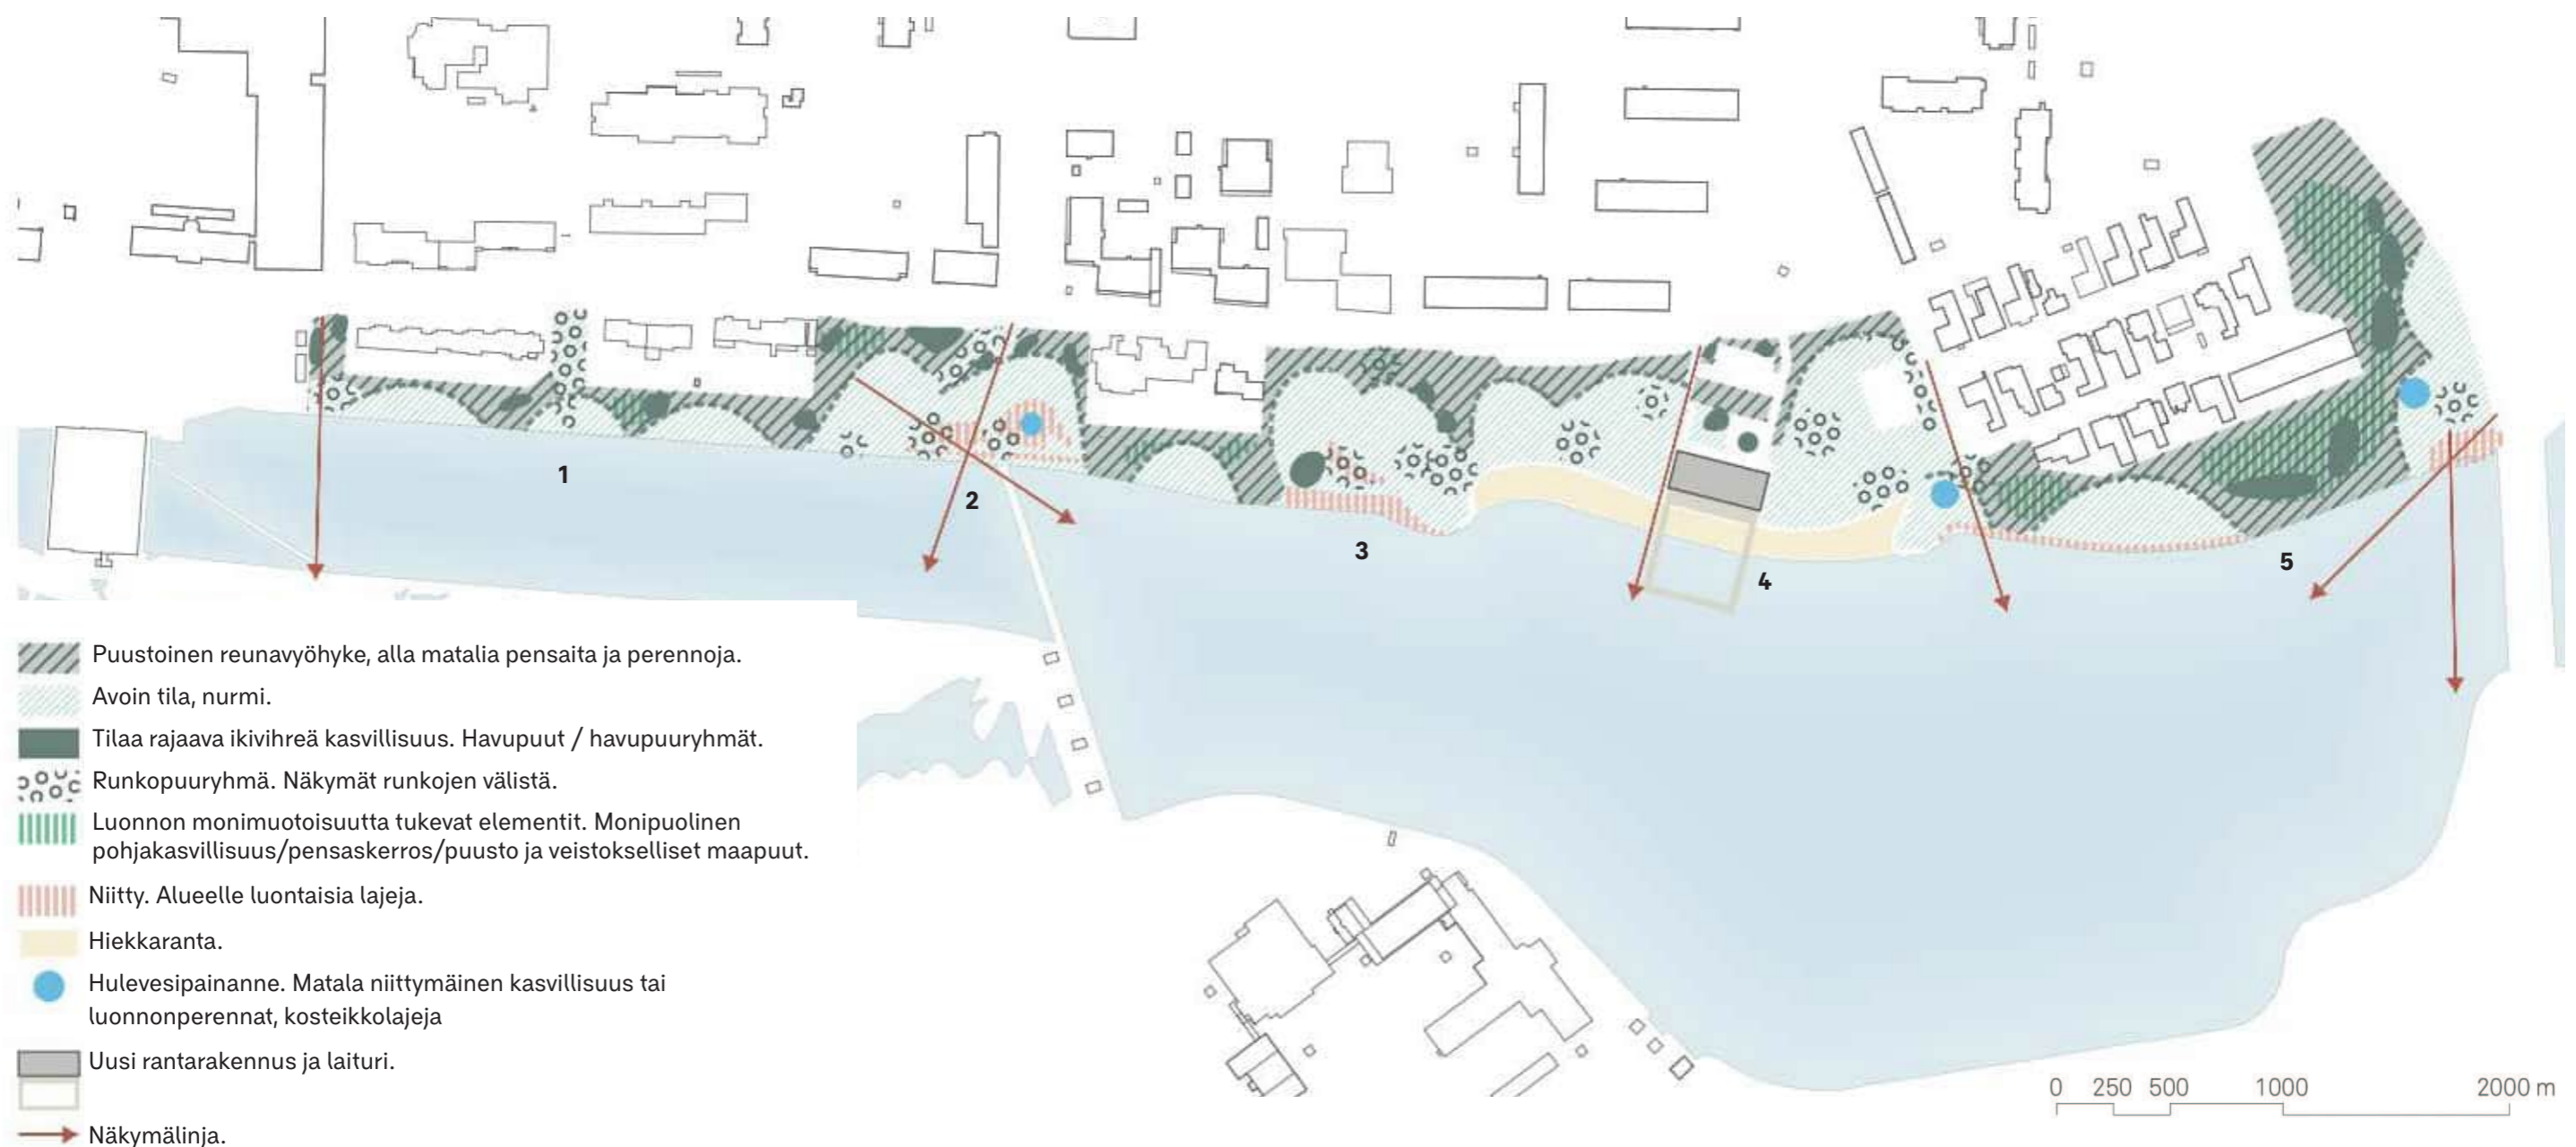 1
2
3
4
5
Puustoinen reunavyöhyke, alla matalia pensaita ja perennoja.
Avoin tila, nurmi.
Tilaa rajaava ikivihreä kasvillisuus. Havupuut / havupuuryhmät.
Runkopuuryhmä. Näkymät runkojen välistä.
Luonnon monimuotoisuutta tukevat elementit. Monipuolinen
pohjakasvillisuus/pensaskerros/puusto ja veistokselliset maapuut.
Niitty. Alueelle luontaisia lajeja.
Hiekkaranta.
Hulevesipainanne. Matala niittymäinen kasvillisuus tai
luonnonperennat, kosteikkolajeja
Uusi rantarakennus ja laituri.
Näkymälinja.
0 250 500 1000 2000 m